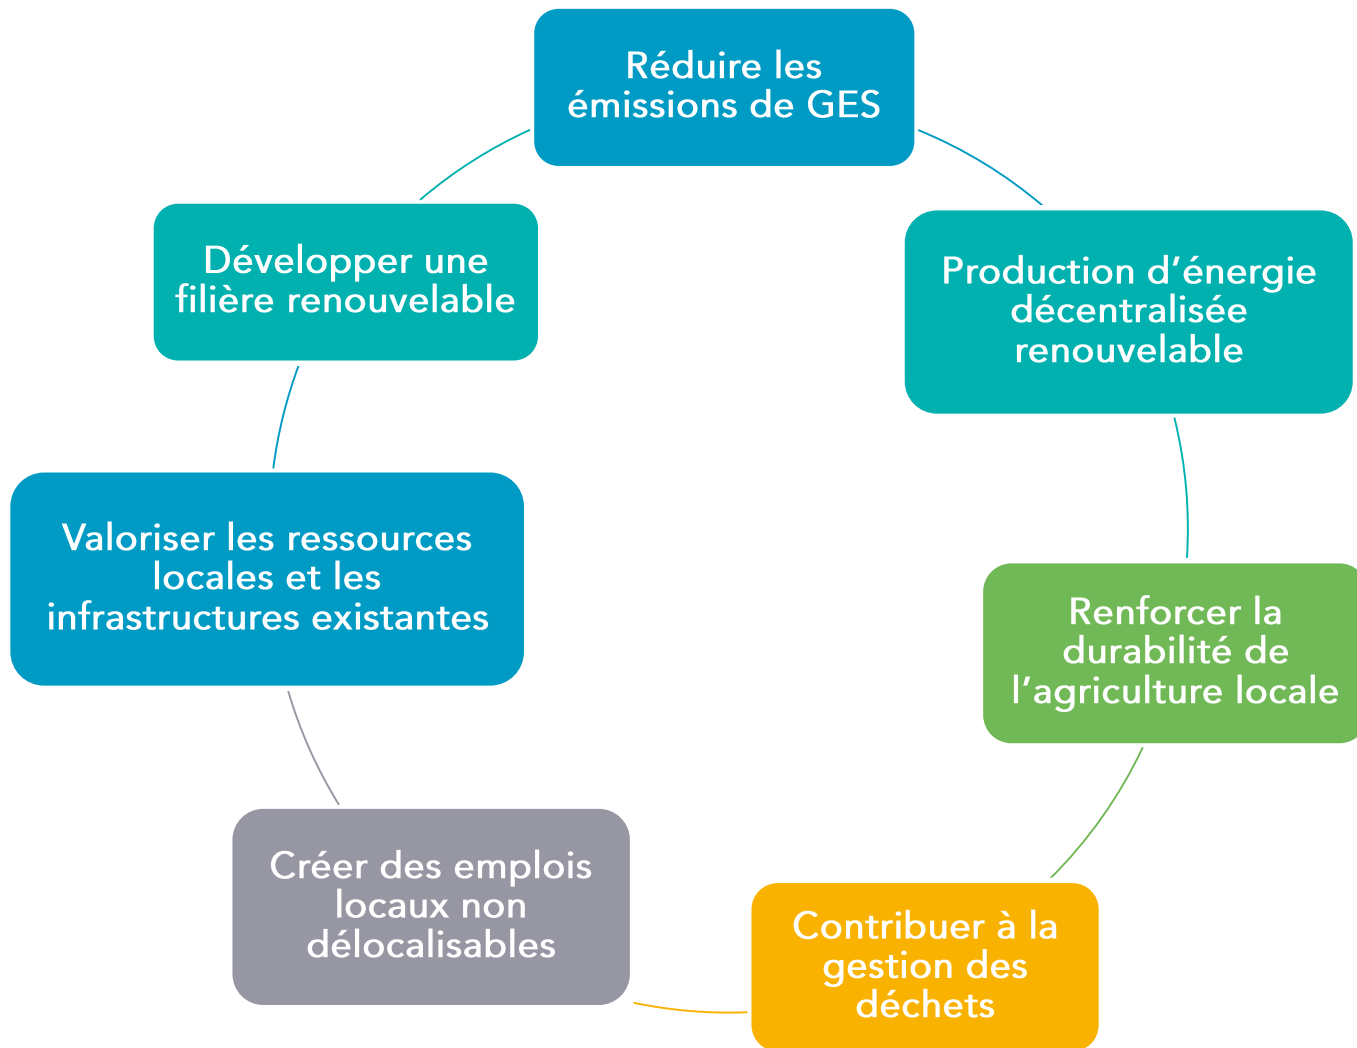 Réduire les
émissions de GES
Production d’énergie
décentralisée
renouvelable
Renforcer la
durabilité de
l’agriculture locale
Contribuer à la
gestion des
déchets
Créer des emplois
locaux non
délocalisables
Valoriser les ressources
locales et les
infrastructures existantes
Développer une
filière renouvelable